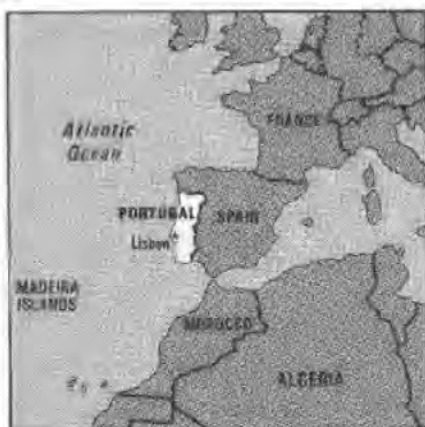 FRANCE
Atlantic
Ocean
PORTUGAL
SPAIN
Lisbon
MADEIRA
ISLANDS
MOROCCO
ALGERIA